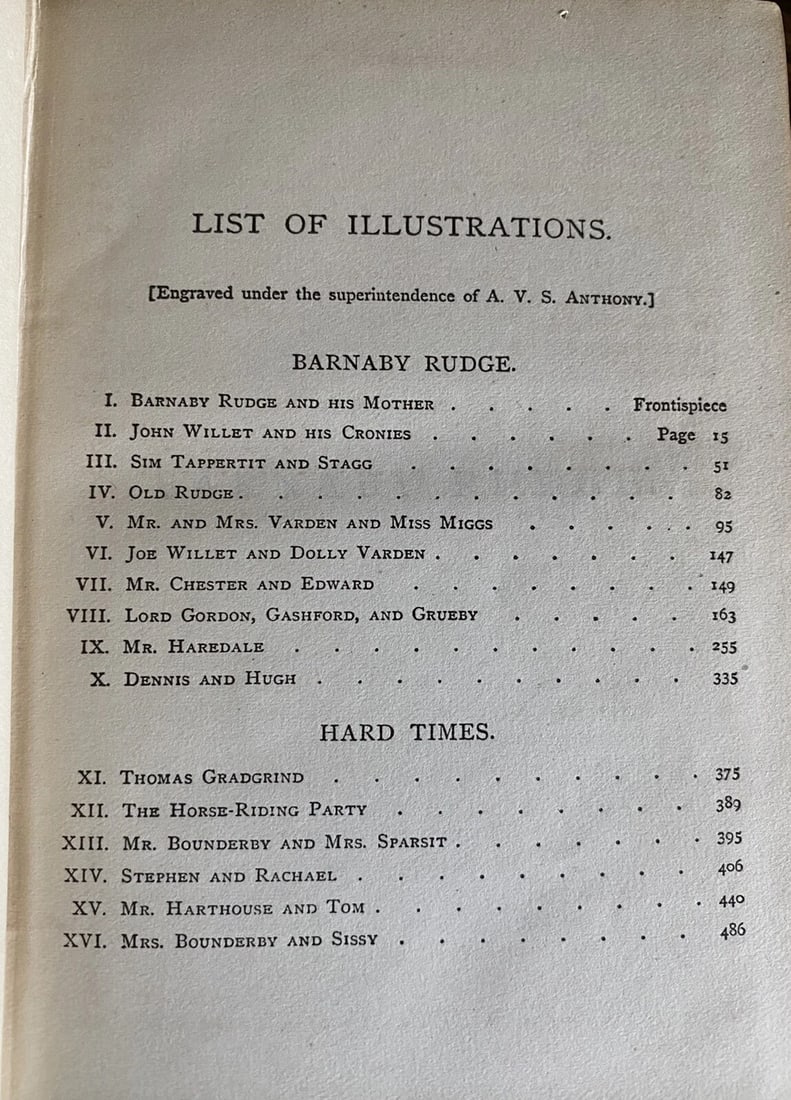 LIST OF ILLUSTRATIONS.
[Engraved under the superintendence of A. V. S. ANTHONY.]
BARNABY RUDGE.
I. BARNABY RUDGE AND HIS MOTHER . . . . . Frontispiece
II. JOHN WILLET AND HIS CRONIES . . . . . . Page 15
III. SIM TAPPERTIT AND STAGG . . . . . . . . 51
IV. OLD RUDGE . . . . . . . . . . . . 82
V. MR. AND MRS. VARDEN AND MISS MIGGS . . . . . . 95
VI. JOE WILLET AND DOLLY VARDEN . . . . . . . 147
VII. MR. CHESTER AND EDWARD . . . . . . . . 149
VIII. LORD GORDON, GASHFORD, AND GRUEBY . . . . . 163
IX. MR. HAREDALE . . . . . . . . . . . 255
X. DENNIS AND HUGH . . . . . . . . . . 335
HARD TIMES.
XI. THOMAS GRADGRIND . . . . . . . . . 375
XII. THE HORSE-RIDING PARTY . . . . . . . 389
XIII. MR. BOUNDERBY AND MRS. SPARSIT . . . . . . . 395
XIV. STEPHEN AND RACHAEL . . . . . . . . 406
XV. MR. HARTHOUSE AND TOM . . . . . . . . . 440
XVI. MRS. BOUNDERBY AND SISSY . . . . . . . 486